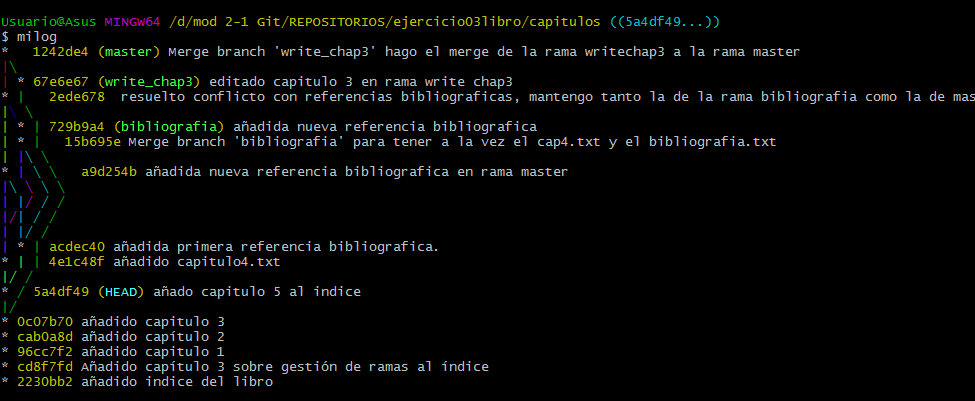 Usuario@Asus MINGW64 /d/mod 2-1 Git/REPOSITORIOS/ejercicio03libro/capitulos ((5a4df49...))
$ milog
*   1242de4 (master) Merge branch 'write_chap3' hago el merge de la rama writechap3 a la rama master
|\
| * 67e6e67 (write_chap3) editado capitulo 3 en rama write chap3
* |   2ede678  resuelto conflicto con referencias bibliograficas, mantengo tanto la de la rama bibliografia como la de mas
|\ \
| * | 729b9a4 (bibliografia) añadida nueva referencia bibliografica
| * |   15b695e Merge branch 'bibliografia' para tener a la vez el cap4.txt y el bibliografia.txt
| |\ \
* | \ \   a9d254b añadida nueva referencia bibliografica en rama master
|\ \ \ \
| |/ / /
|/| / /
| |/ /
| * | acdec40 añadida primera referencia bibliografica.
* | | 4e1c48f añadido capitulo4.txt
|/ /
* / 5a4df49 (HEAD) añado capitulo 5 al indice
|/
* 0c07b70 añadido capitulo 3
* cab0a8d añadido capítulo 2
* 96cc7f2 añadido capitulo 1
* cd8f7fd Añadido capítulo 3 sobre gestión de ramas al índice
* 2230bb2 añadido indice del libro